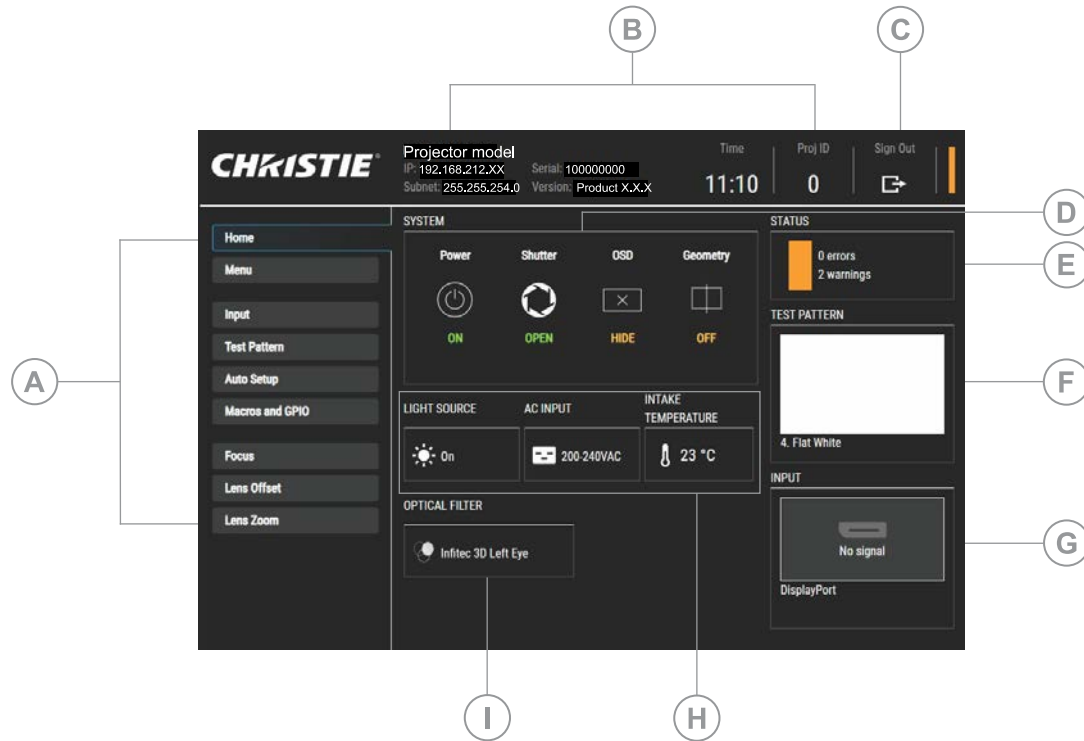 B
C
CHRISTIE®
Projector model
IP: 192.168.212.XX
Serial: 100000000
Subnet: 255.255.254.0
Version: Product X.X.X
Time
11:10
Proj ID
0
Sign Out
A
Home
Menu
Input
Test Pattern
Auto Setup
Macros and GPIO
Focus
Lens Offset
Lens Zoom
SYSTEM
Power
Shutter
OSD
Geometry
ON
OPEN
HIDE
OFF
D
STATUS
0 errors
2 warnings
E
TEST PATTERN
4. Flat White
F
LIGHT SOURCE
On
AC INPUT
200-240VAC
INTAKE
TEMPERATURE
23 °C
INPUT
No signal
DisplayPort
G
OPTICAL FILTER
Infitec 3D Left Eye
I
H